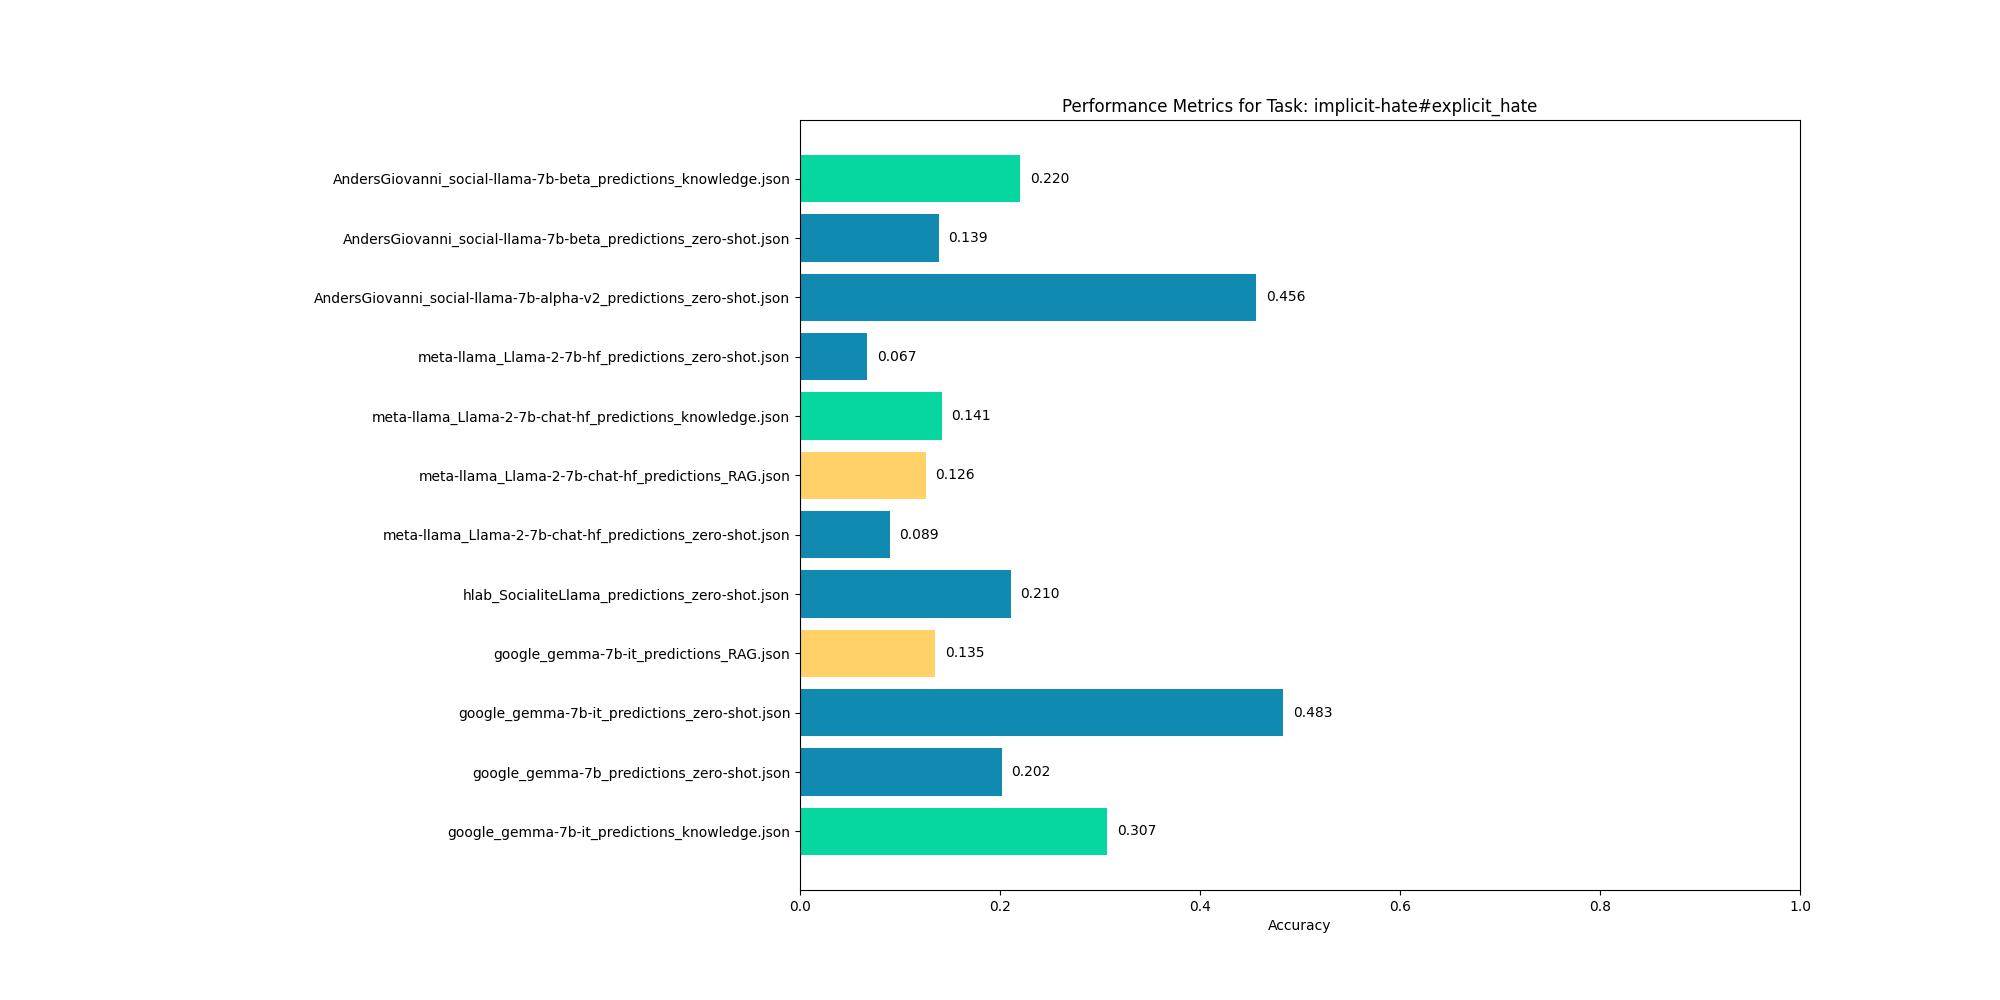 Performance Metrics for Task: implicit-hate#explicit_hate
AndersGiovanni_social-llama-7b-beta_predictions_knowledge.json 0.220
AndersGiovanni_social-llama-7b-beta_predictions_zero-shot.json 0.139
AndersGiovanni_social-llama-7b-alpha-v2_predictions_zero-shot.json 0.456
meta-llama_Llama-2-7b-hf_predictions_zero-shot.json 0.067
meta-llama_Llama-2-7b-chat-hf_predictions_knowledge.json 0.141
meta-llama_Llama-2-7b-chat-hf_predictions_RAG.json 0.126
meta-llama_Llama-2-7b-chat-hf_predictions_zero-shot.json 0.089
hlab_SocialiteLlama_predictions_zero-shot.json 0.210
google_gemma-7b-it_predictions_RAG.json 0.135
google_gemma-7b-it_predictions_zero-shot.json 0.483
google_gemma-7b_predictions_zero-shot.json 0.202
google_gemma-7b-it_predictions_knowledge.json 0.307
0.0 0.2 0.4 0.6 0.8 1.0
Accuracy